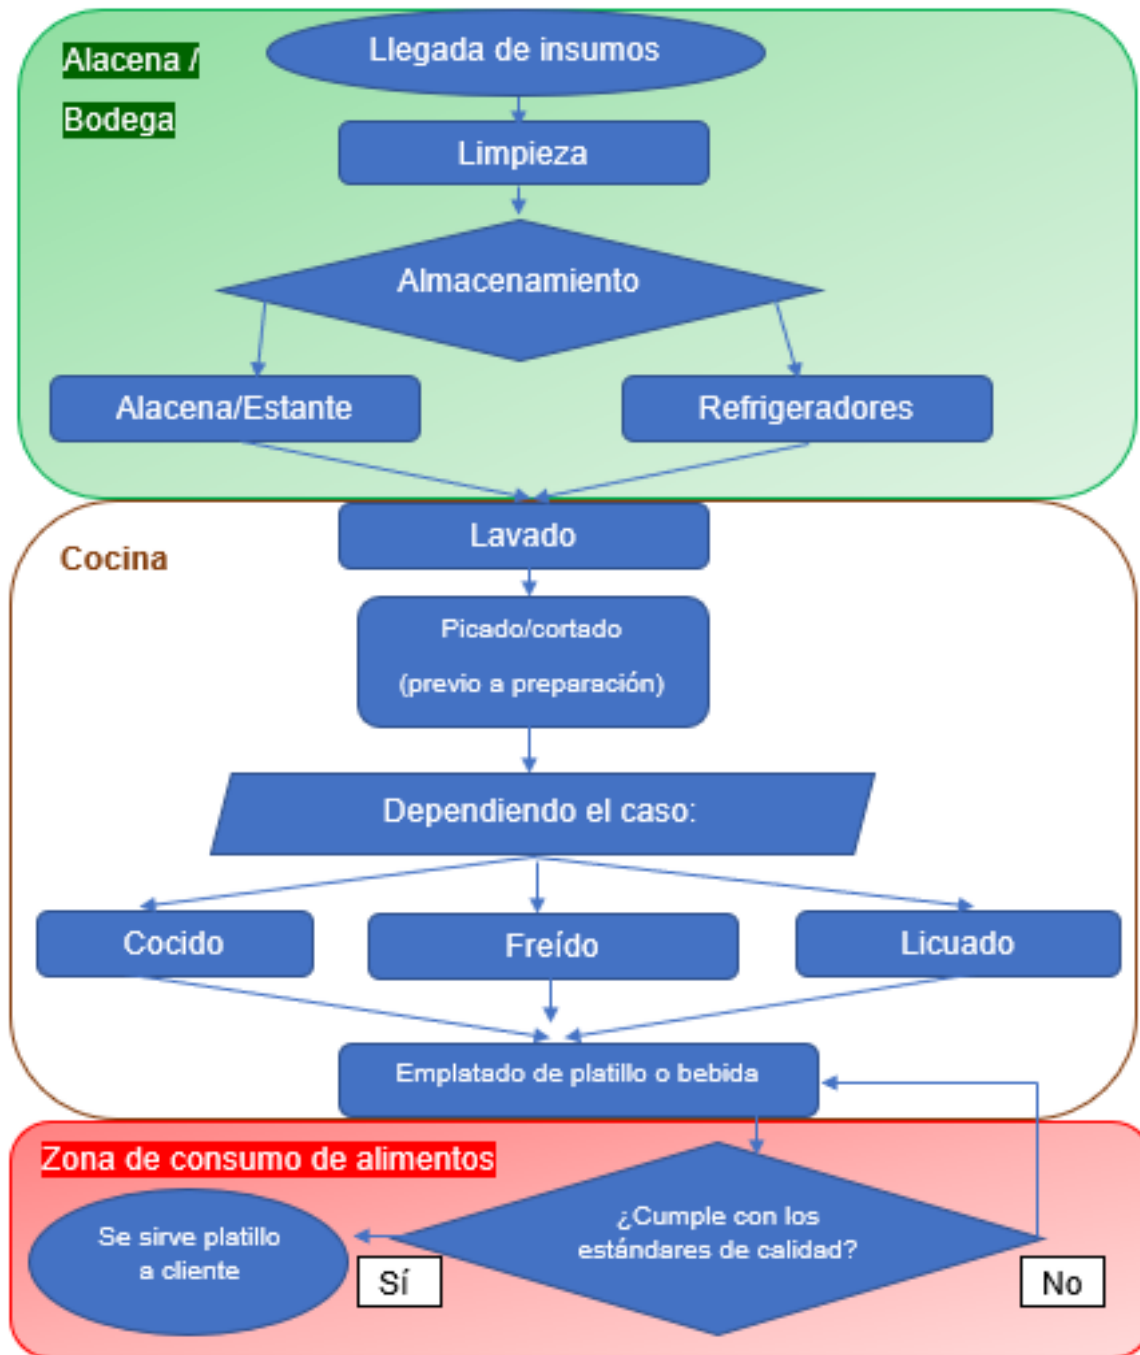 Alacena /
Bodega
Llegada de insumos
Limpieza
Almacenamiento
Alacena/Estante
Refrigeradores
Cocina
Lavado
Picado/cortado
(previo a preparación)
Dependiendo el caso:
Cocido
Freído
Licuado
Emplatado de platillo o bebida
Zona de consumo de alimentos
Se sirve platillo
a cliente
Sí
¿Cumple con los
estándares de calidad?
No